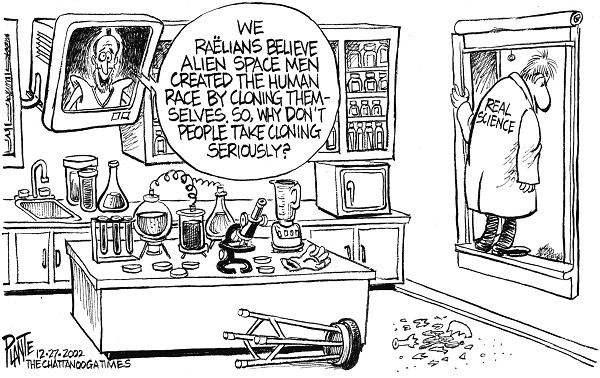 WE
RAËLIANS BELIEVE
ALIEN SPACE MEN
CREATED THE HUMAN
RACE BY CLONING THEM-
SELVES. SO, WHY DON'T
PEOPLE TAKE CLONING
SERIOUSLY?
REAL
SCIENCE
PLANTE
12-27-2002
THE CHATTANOOGA TIMES